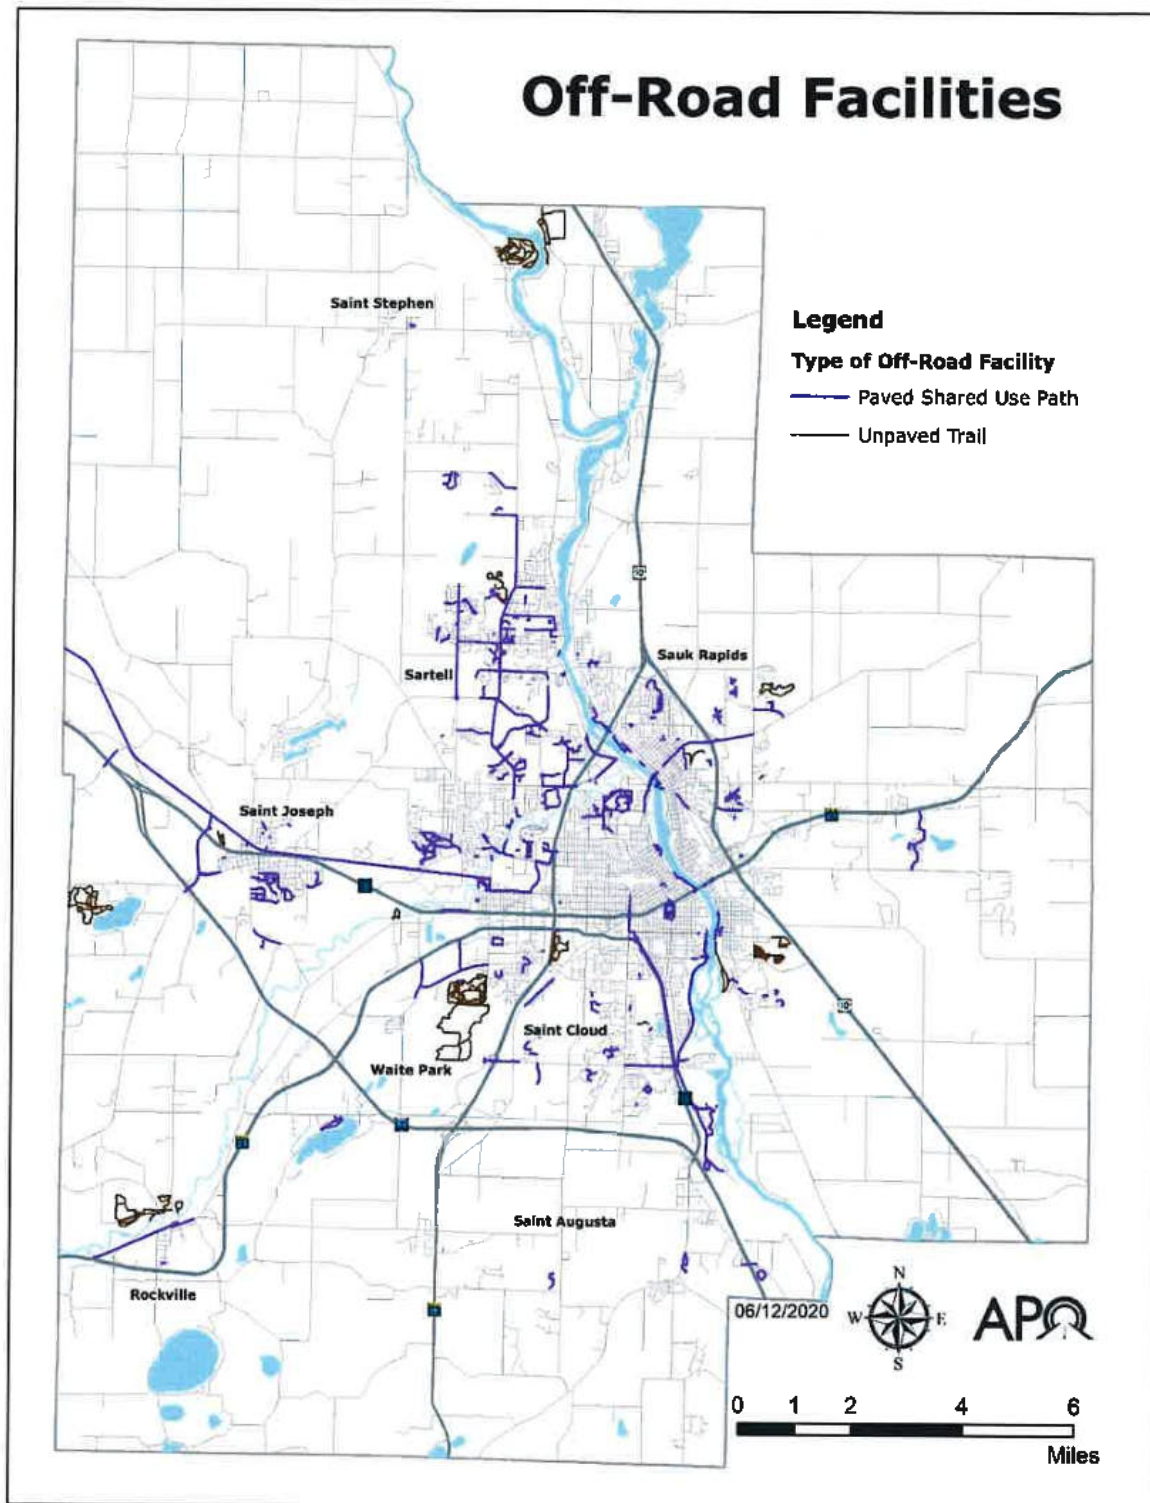 Off-Road Facilities
Saint Stephen
Legend
Type of Off-Road Facility
Paved Shared Use Path
Unpaved Trail
Sauk Rapids
Sartell
Saint Joseph
Saint Cloud
Waite Park
Saint Augusta
Rockville
06/12/2020
N
W
E
S
APO
0 1 2 4 6
Miles